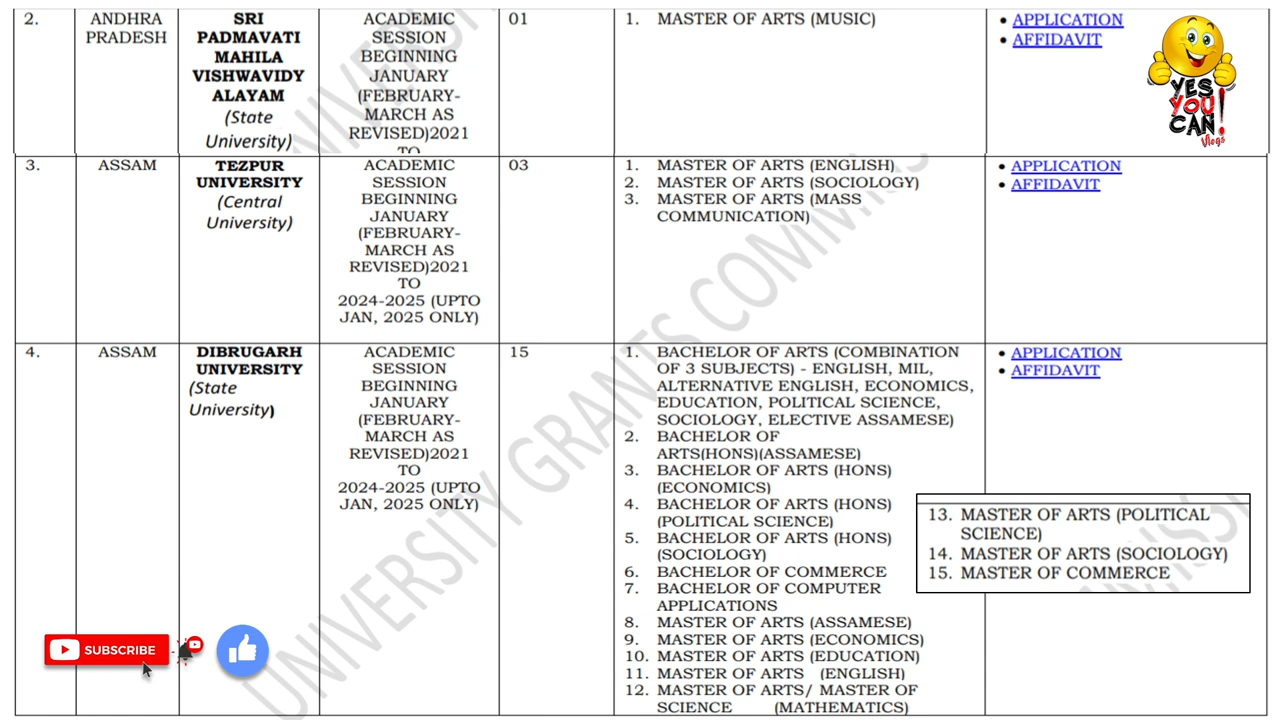 2.
ANDHRA
PRADESH
SRI
PADMAVATI
MAHILA
VISHWAVIDY
ALAYAM
(State
University)
ACADEMIC
SESSION
BEGINNING
JANUARY
(FEBRUARY-
MARCH AS
REVISED)2021
TO
01
1. MASTER OF ARTS (MUSIC)
• APPLICATION
• AFFIDAVIT
YES
YOU
CAN!
Vlogs
3.
ASSAM
TEZPUR
UNIVERSITY
(Central
University)
ACADEMIC
SESSION
BEGINNING
JANUARY
(FEBRUARY-
MARCH AS
REVISED)2021
TO
2024-2025 (UPTO
JAN, 2025 ONLY)
03
1. MASTER OF ARTS (ENGLISH)
2. MASTER OF ARTS (SOCIOLOGY)
3. MASTER OF ARTS (MASS
COMMUNICATION)
• APPLICATION
• AFFIDAVIT
4.
ASSAM
DIBRUGARH
UNIVERSITY
(State
University)
ACADEMIC
SESSION
BEGINNING
JANUARY
(FEBRUARY-
MARCH AS
REVISED)2021
TO
2024-2025 (UPTO
JAN, 2025 ONLY)
15
1. BACHELOR OF ARTS (COMBINATION
OF 3 SUBJECTS) - ENGLISH, MIL,
ALTERNATIVE ENGLISH, ECONOMICS,
EDUCATION, POLITICAL SCIENCE,
SOCIOLOGY, ELECTIVE ASSAMESE)
2. BACHELOR OF
ARTS(HONS)(ASSAMESE)
3. BACHELOR OF ARTS (HONS)
(ECONOMICS)
4. BACHELOR OF ARTS (HONS)
(POLITICAL SCIENCE)
5. BACHELOR OF ARTS (HONS)
(SOCIOLOGY)
6. BACHELOR OF COMMERCE
7. BACHELOR OF COMPUTER
APPLICATIONS
8. MASTER OF ARTS (ASSAMESE)
9. MASTER OF ARTS (ECONOMICS)
10. MASTER OF ARTS (EDUCATION)
11. MASTER OF ARTS (ENGLISH)
12. MASTER OF ARTS/ MASTER OF
SCIENCE (MATHEMATICS)
• APPLICATION
• AFFIDAVIT
13. MASTER OF ARTS (POLITICAL
SCIENCE)
14. MASTER OF ARTS (SOCIOLOGY)
15. MASTER OF COMMERCE
SUBSCRIBE
UNIVERSITY GRANTS